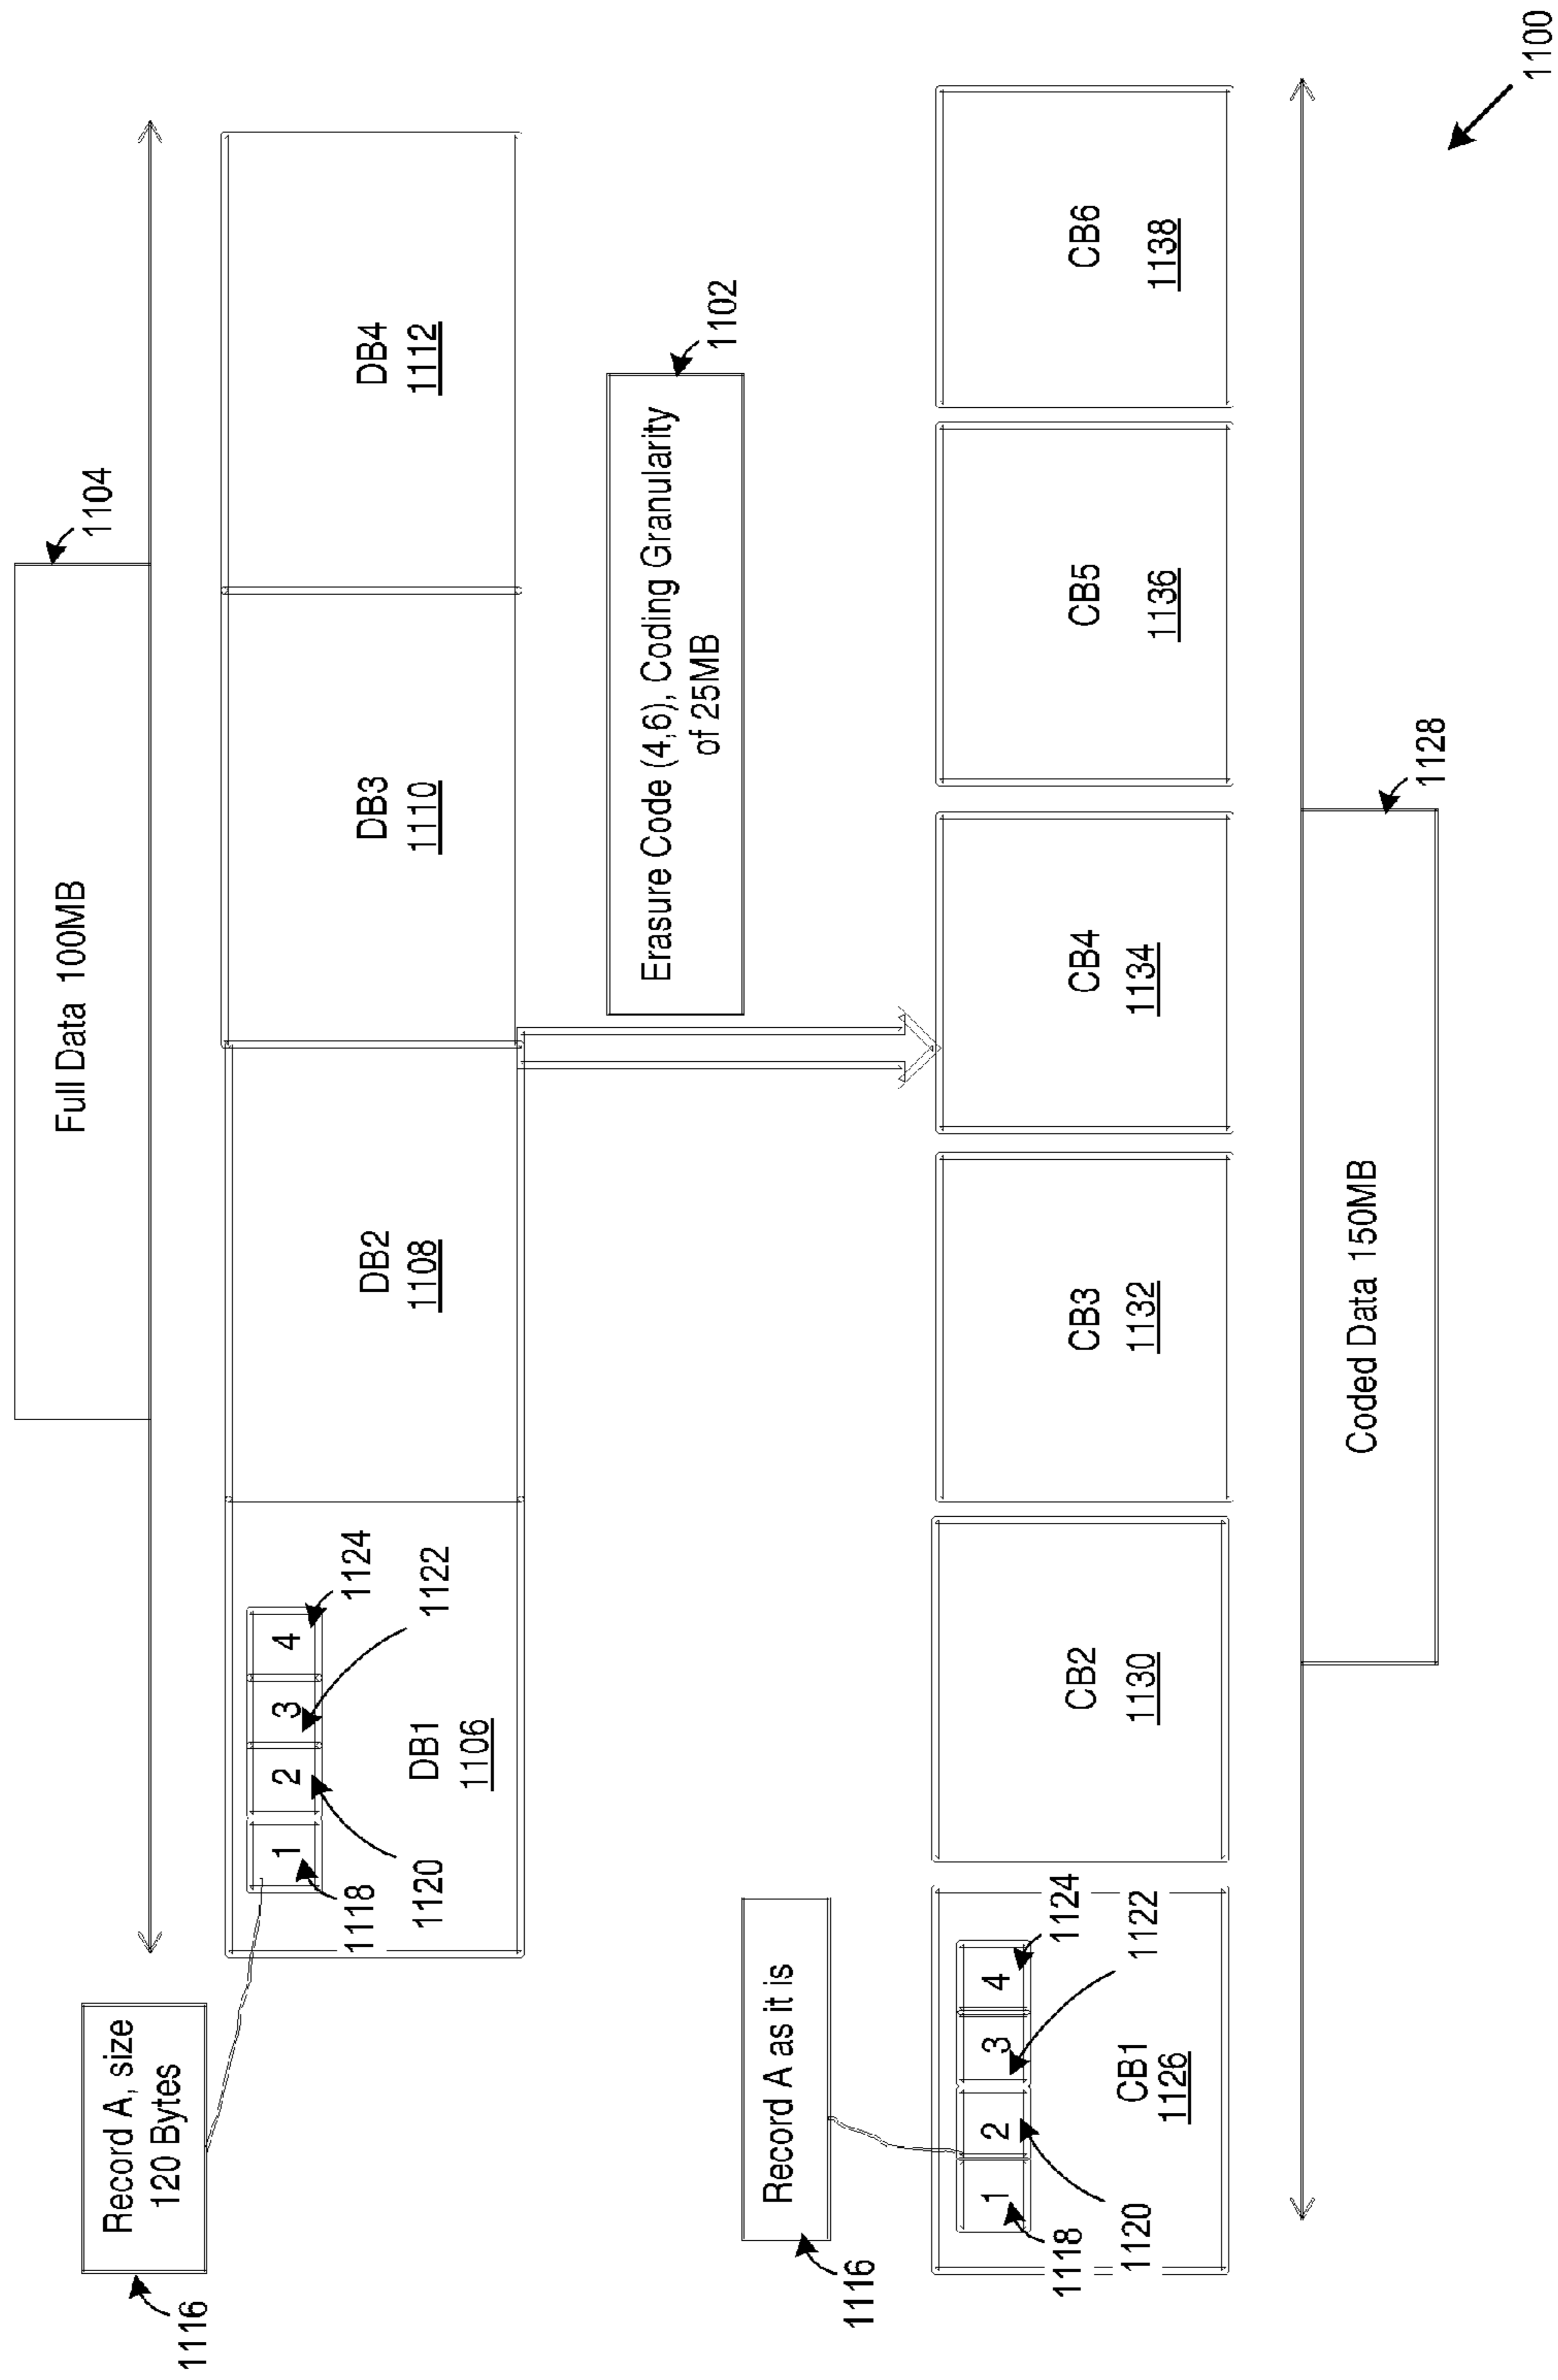 Full Data 100MB
1104
Record A, size
120 Bytes
1116
1
2
3
4
1118
1120
1122
1124
DB1
1106
DB2
1108
DB3
1110
DB4
1112
Erasure Code (4,6), Coding Granularity
of 25MB
1102
Record A as it is
1116
1
2
3
4
1118
1120
1122
1124
CB1
1126
CB2
1130
CB3
1132
CB4
1134
CB5
1136
CB6
1138
Coded Data 150MB
1128
1100